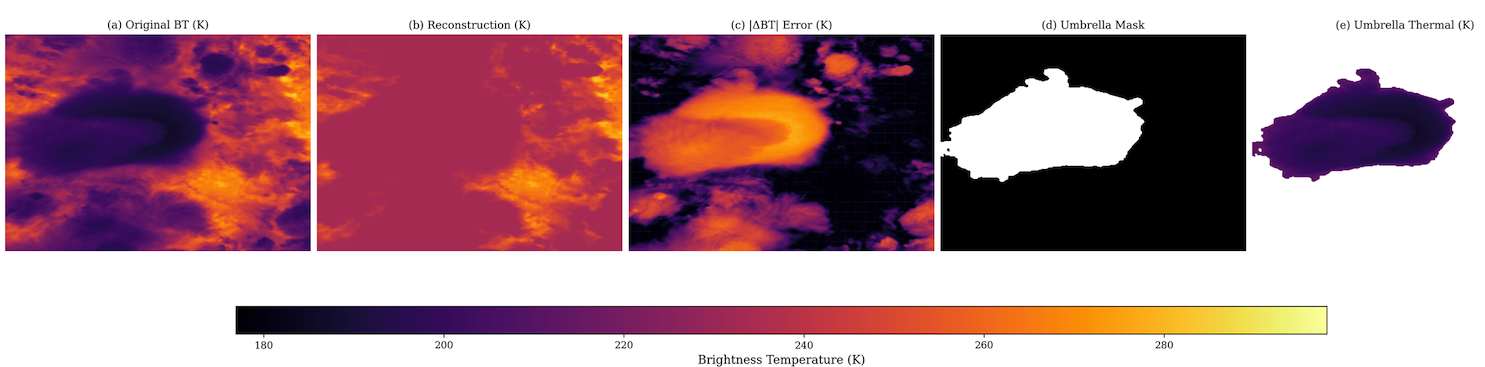 (a) Original BT (K)
(b) Reconstruction (K)
(c) |ΔBT| Error (K)
(d) Umbrella Mask
(e) Umbrella Thermal (K)
180 200 220 240 260 280
Brightness Temperature (K)